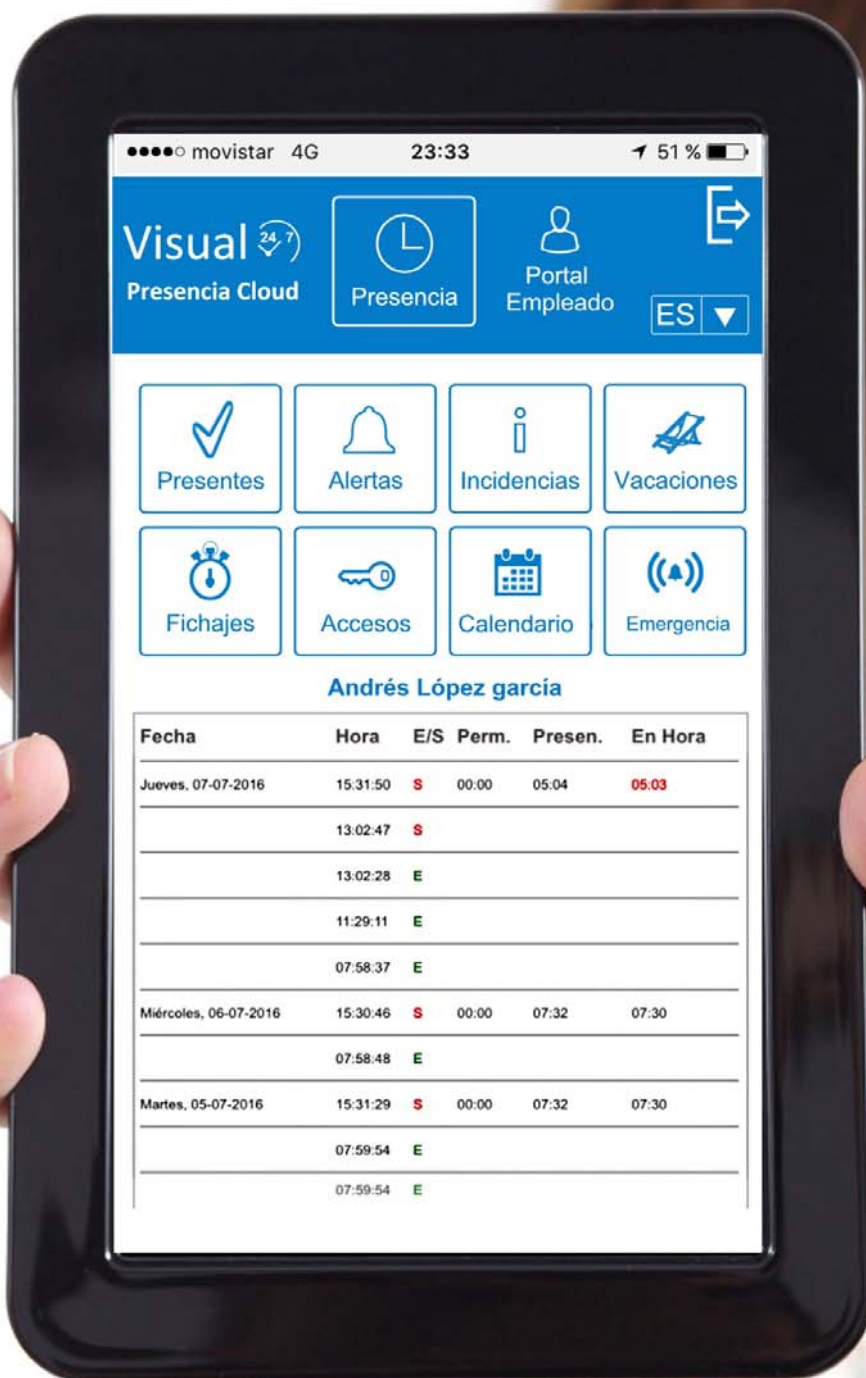 movistar 4G 23:33 51 %
Visual 24/7
Presencia Cloud
Presencia
Portal
Empleado
ES
Presentes Alertas Incidencias Vacaciones
Fichajes Accesos Calendario Emergencia
Andrés López garcía
Fecha Hora E/S Perm. Presen. En Hora
Jueves, 07-07-2016 15:31:50 S 00:00 05:04 05:03
13:02:47 S
13:02:28 E
11:29:11 E
07:58:37 E
Miércoles, 06-07-2016 15:30:46 S 00:00 07:32 07:30
07:58:48 E
Martes, 05-07-2016 15:31:29 S 00:00 07:32 07:30
07:59:54 E
07:59:54 E